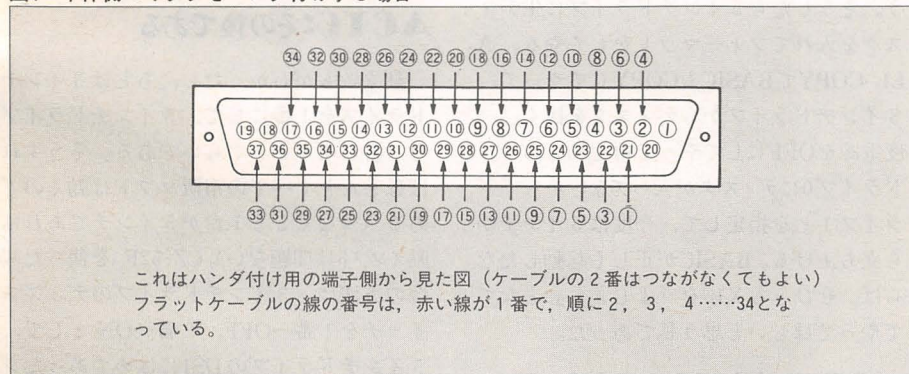 ㉞ ㉜ ㉚ ㉘ ㉖ ㉔ ㉒ ⑳ ⑱ ⑯ ⑭ ⑫ ⑩ ⑧ ⑥ ④
⑲ ⑱ ⑰ ⑯ ⑮ ⑭ ⑬ ⑫ ⑪ ⑩ ⑨ ⑧ ⑦ ⑥ ⑤ ④ ③ ② ①
㊲ ㊱ ㉟ ㉞ ㉝ ㉜ ㉛ ㉚ ㉙ ㉘ ㉗ ㉖ ㉕ ㉔ ㉓ ㉒ ㉑ ⑳
㉝ ㉛ ㉙ ㉗ ㉕ ㉓ ㉑ ⑲ ⑰ ⑮ ⑬ ⑪ ⑨ ⑦ ⑤ ③ ①
これはハンダ付け用の端子側から見た図（ケーブルの2番はつながなくてもよい）
フラットケーブルの線の番号は，赤い線が1番で，順に2，3，4……34とな
っている。